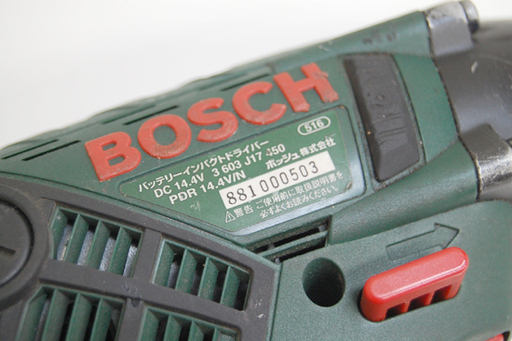 BOSCH
516
バッテリーインパクトドライバー
DC 14.4V 3 603 J17 450
PDR 14.4V/N ボッシュ株式会社
881000503
⚠警告 ご使用前に取扱説明書を
必ずよくお読みください。